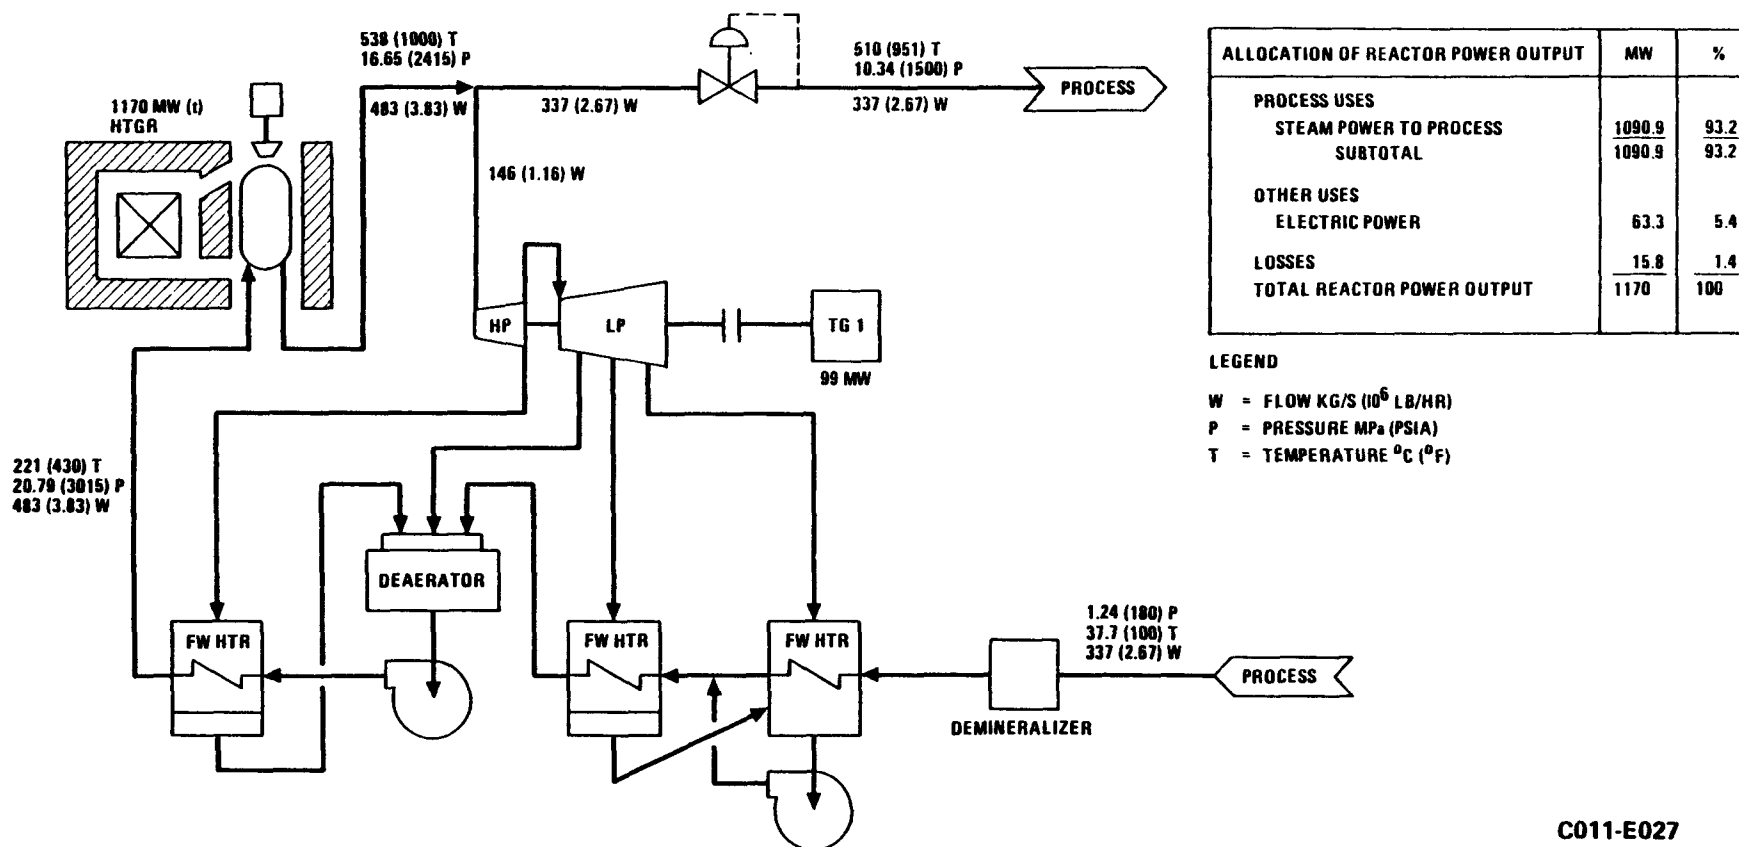 538 (1000) T
16.65 (2415) P
483 (3.83) W
337 (2.67) W
510 (951) T
10.34 (1500) P
337 (2.67) W
PROCESS
1170 MW (t)
HTGR
146 (1.16) W
HP
LP
TG 1
99 MW
221 (430) T
20.79 (3015) P
483 (3.83) W
DEAERATOR
FW HTR
FW HTR
FW HTR
1.24 (180) P
37.7 (100) T
337 (2.67) W
PROCESS
DEMINERALIZER
ALLOCATION OF REACTOR POWER OUTPUT MW %
PROCESS USES
STEAM POWER TO PROCESS 1090.9 93.2
SUBTOTAL 1090.9 93.2
OTHER USES
ELECTRIC POWER 63.3 5.4
LOSSES 15.8 1.4
TOTAL REACTOR POWER OUTPUT 1170 100
LEGEND
W = FLOW KG/S (10⁶ LB/HR)
P = PRESSURE MPa (PSIA)
T = TEMPERATURE °C (°F)
C011-E027